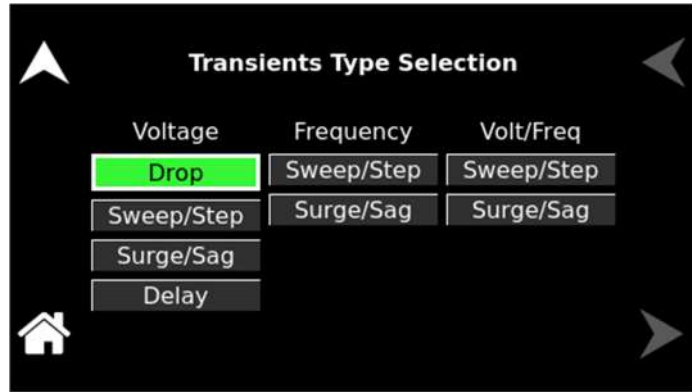 Transients Type Selection
Voltage Frequency Volt/Freq
Drop Sweep/Step Sweep/Step
Sweep/Step Surge/Sag Surge/Sag
Surge/Sag
Delay